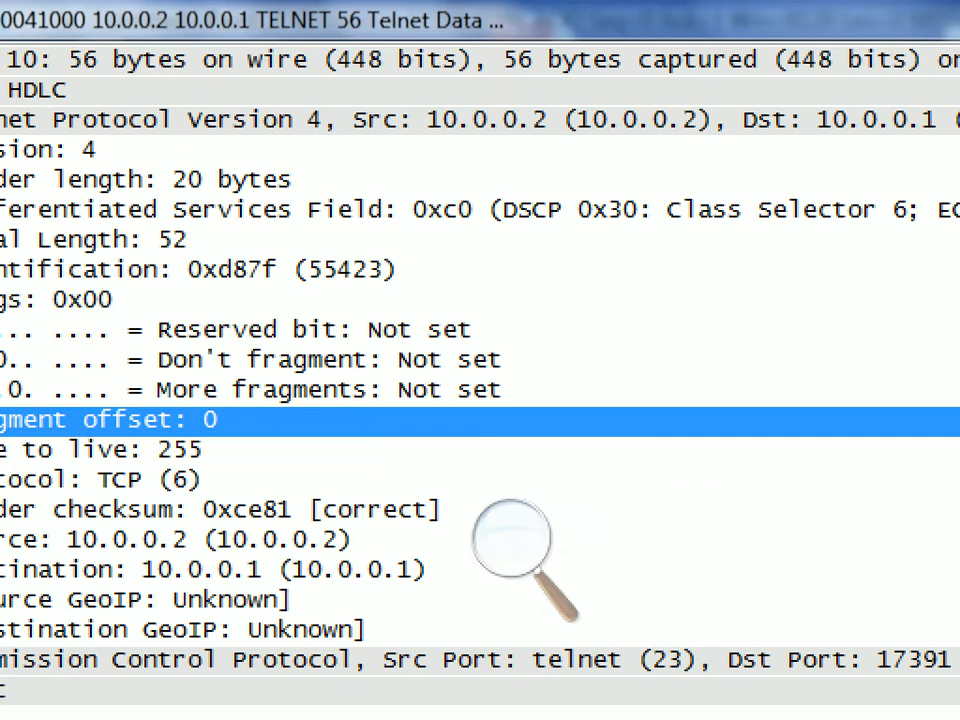 0041000 10.0.0.2 10.0.0.1 TELNET 56 Telnet Data ...
10: 56 bytes on wire (448 bits), 56 bytes captured (448 bits) on
HDLC
net Protocol Version 4, Src: 10.0.0.2 (10.0.0.2), Dst: 10.0.0.1 (
sion: 4
der length: 20 bytes
ferentiated Services Field: 0xc0 (DSCP 0x30: Class Selector 6; EC
al Length: 52
ntification: 0xd87f (55423)
gs: 0x00
... .... = Reserved bit: Not set
0.. .... = Don't fragment: Not set
.0. .... = More fragments: Not set
gment offset: 0
e to live: 255
tocol: TCP (6)
der checksum: 0xce81 [correct]
rce: 10.0.0.2 (10.0.0.2)
tination: 10.0.0.1 (10.0.0.1)
urce GeoIP: Unknown]
stination GeoIP: Unknown]
mission Control Protocol, Src Port: telnet (23), Dst Port: 17391
t